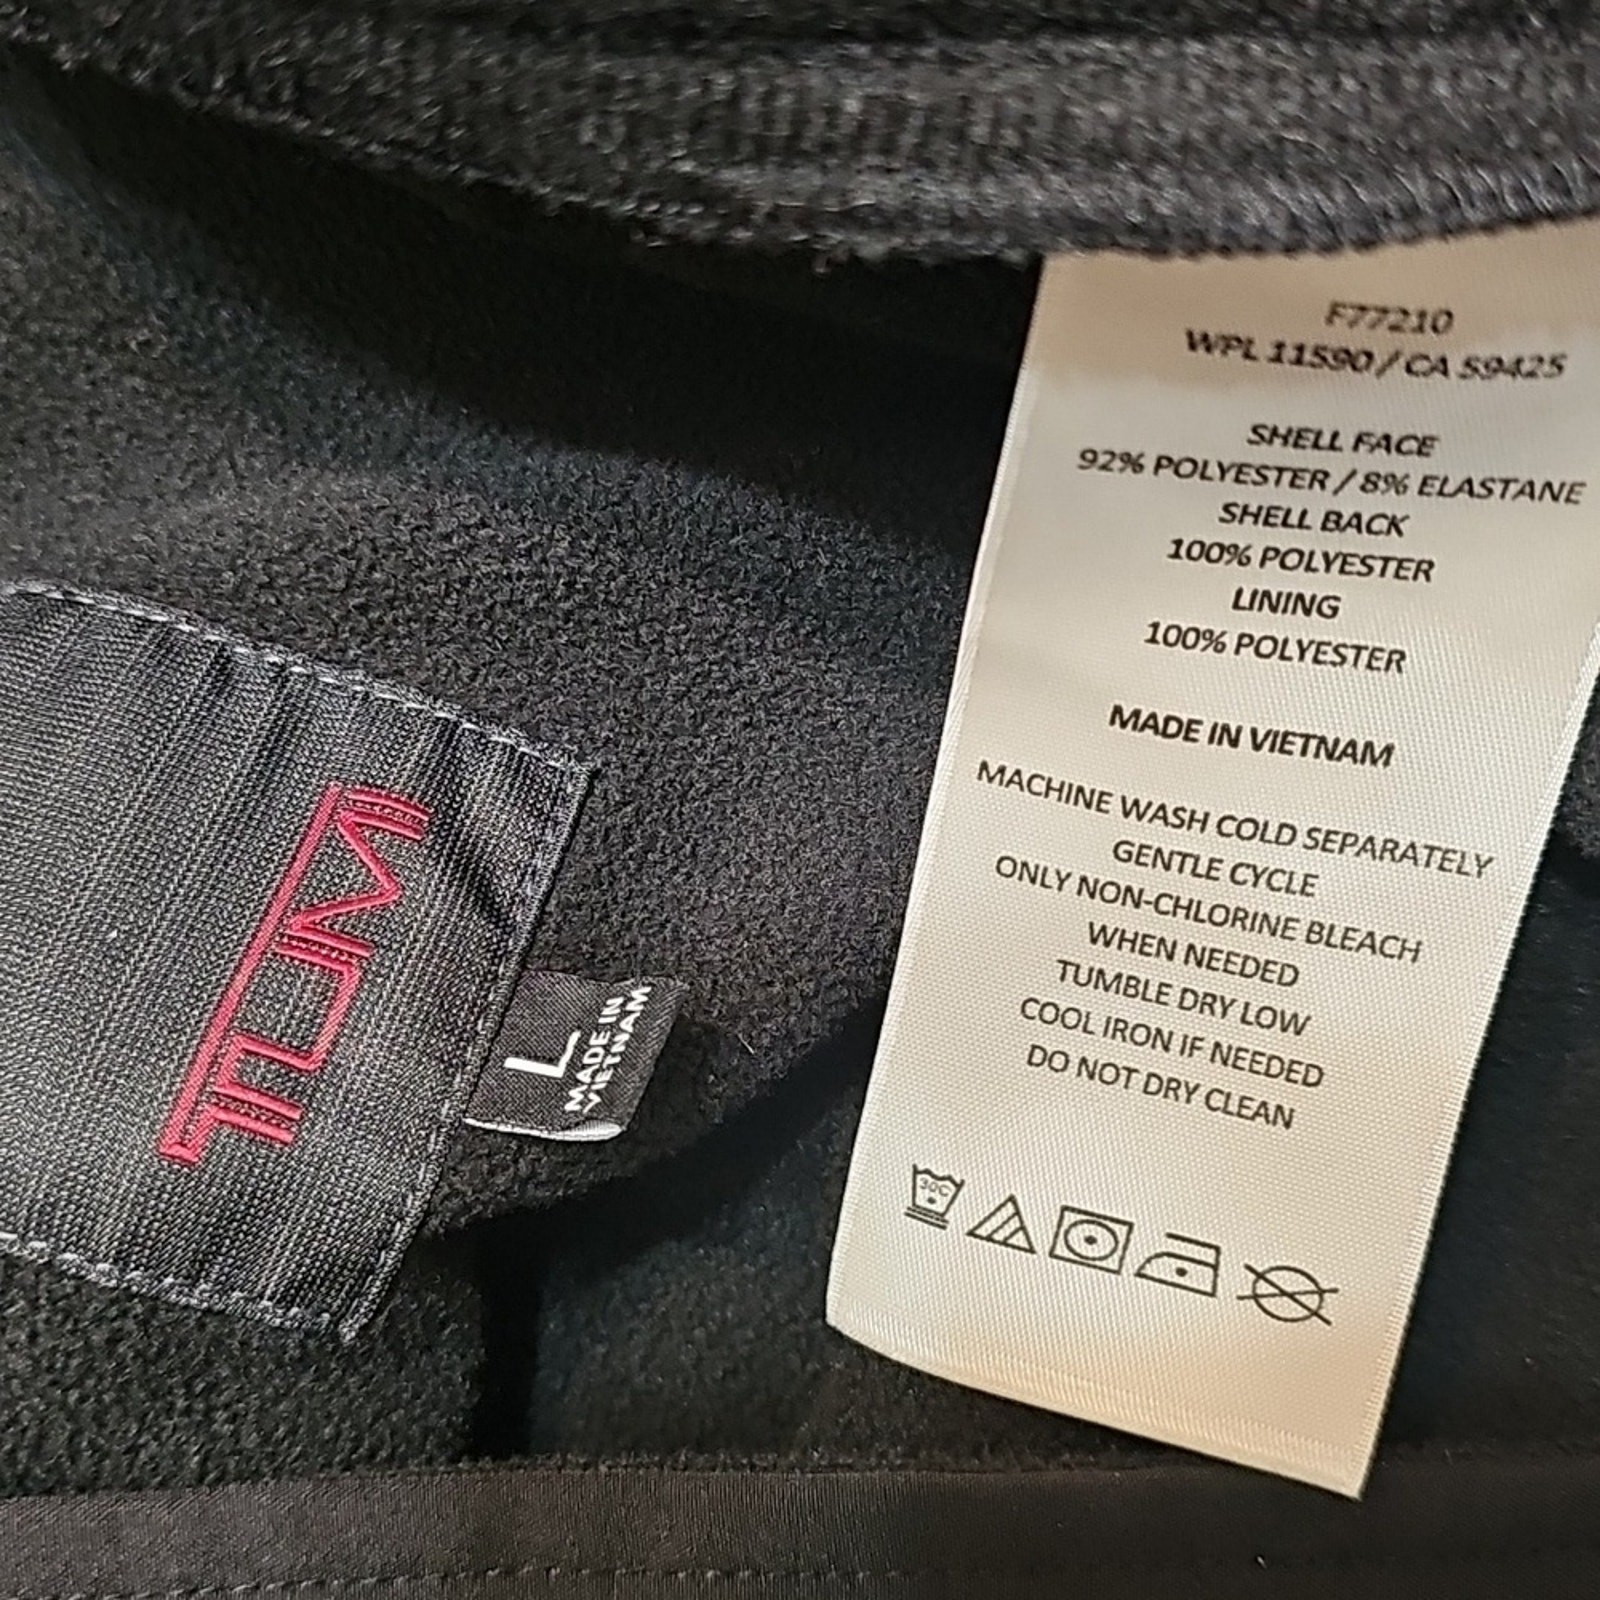 F77210
WPL 11590 / CA 59425
SHELL FACE
92% POLYESTER / 8% ELASTANE
SHELL BACK
100% POLYESTER
LINING
100% POLYESTER
MADE IN VIETNAM
MACHINE WASH COLD SEPARATELY
GENTLE CYCLE
ONLY NON-CHLORINE BLEACH
WHEN NEEDED
TUMBLE DRY LOW
COOL IRON IF NEEDED
DO NOT DRY CLEAN
30C
TUMI
L
MADE IN
VIETNAM